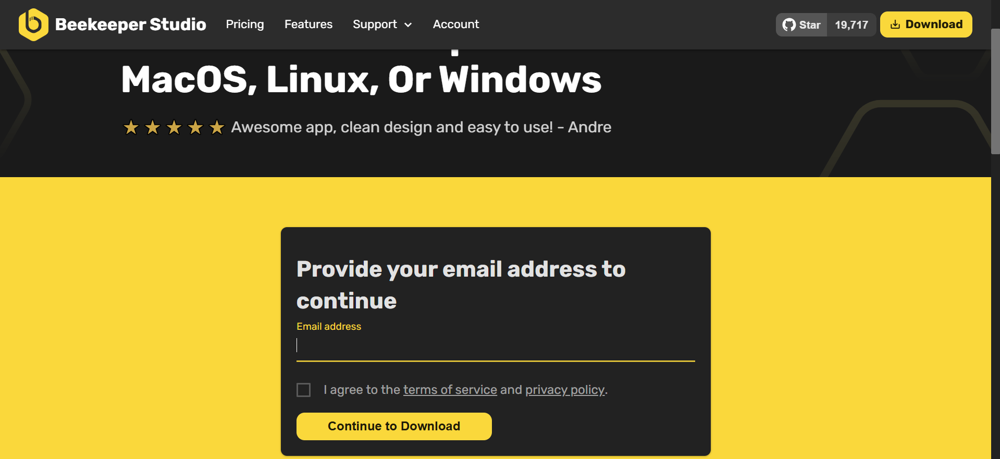 Beekeeper Studio Pricing Features Support Account Star 19,717 Download
MacOS, Linux, Or Windows
Awesome app, clean design and easy to use! - Andre
Provide your email address to
continue
Email address
I agree to the terms of service and privacy policy.
Continue to Download